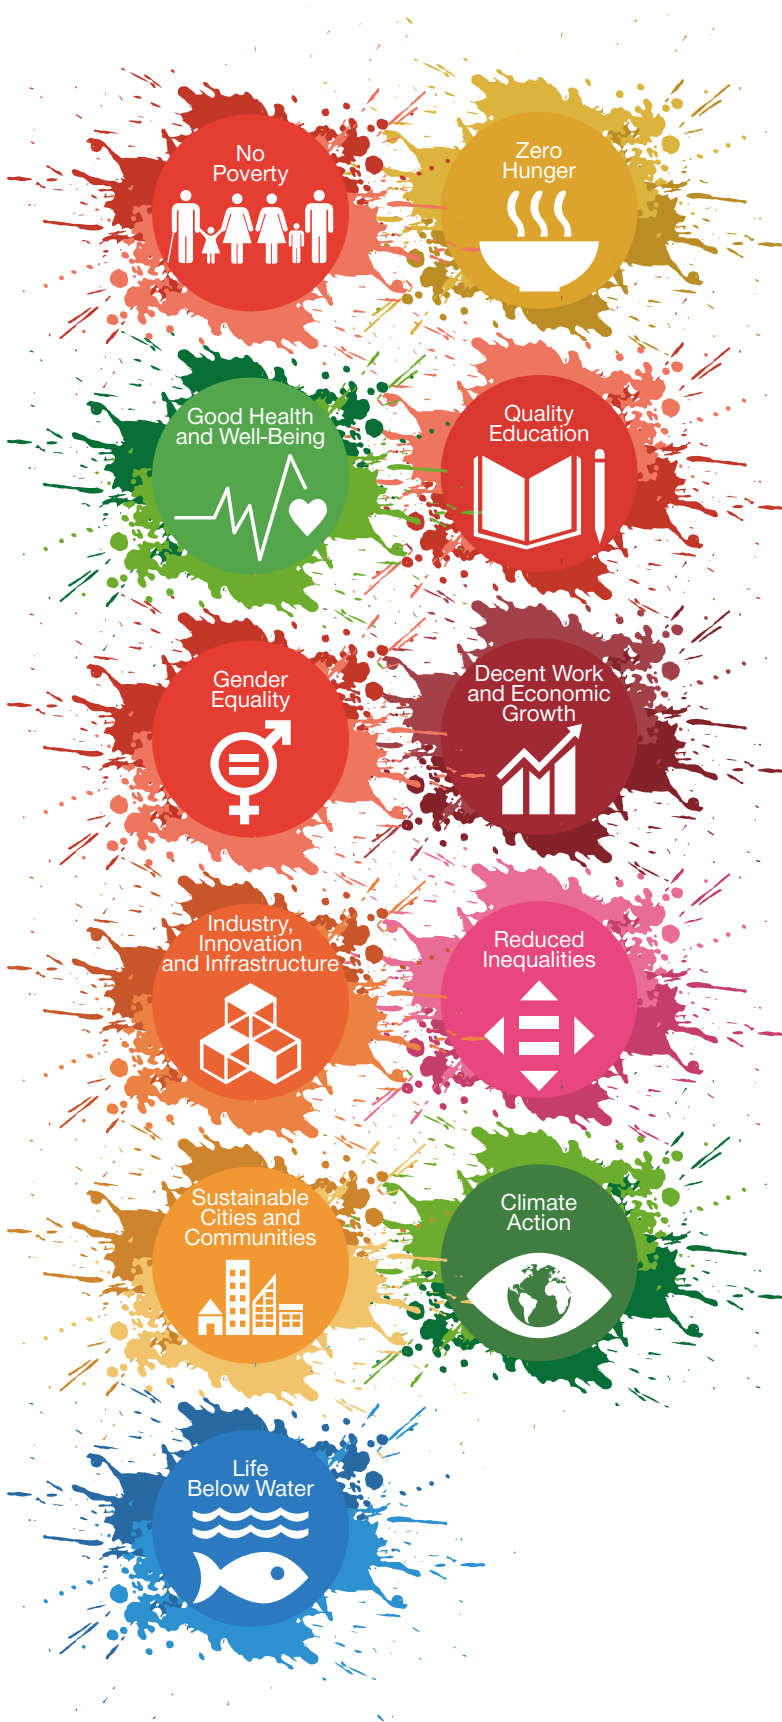 No
Poverty
Zero
Hunger
Good Health
and Well-Being
Quality
Education
Gender
Equality
Decent Work
and Economic
Growth
Industry,
Innovation
and Infrastructure
Reduced
Inequalities
Sustainable
Cities and
Communities
Climate
Action
Life
Below Water